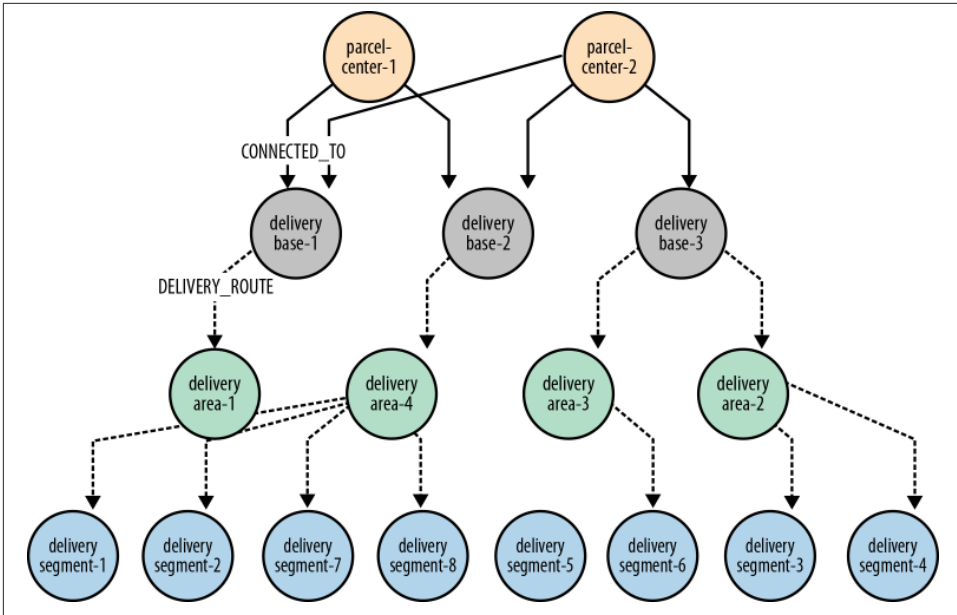 parcel-
center-1
parcel-
center-2
CONNECTED_TO
delivery
base-1
delivery
base-2
delivery
base-3
DELIVERY_ROUTE
delivery
area-1
delivery
area-4
delivery
area-3
delivery
area-2
delivery
segment-1
delivery
segment-2
delivery
segment-7
delivery
segment-8
delivery
segment-5
delivery
segment-6
delivery
segment-3
delivery
segment-4